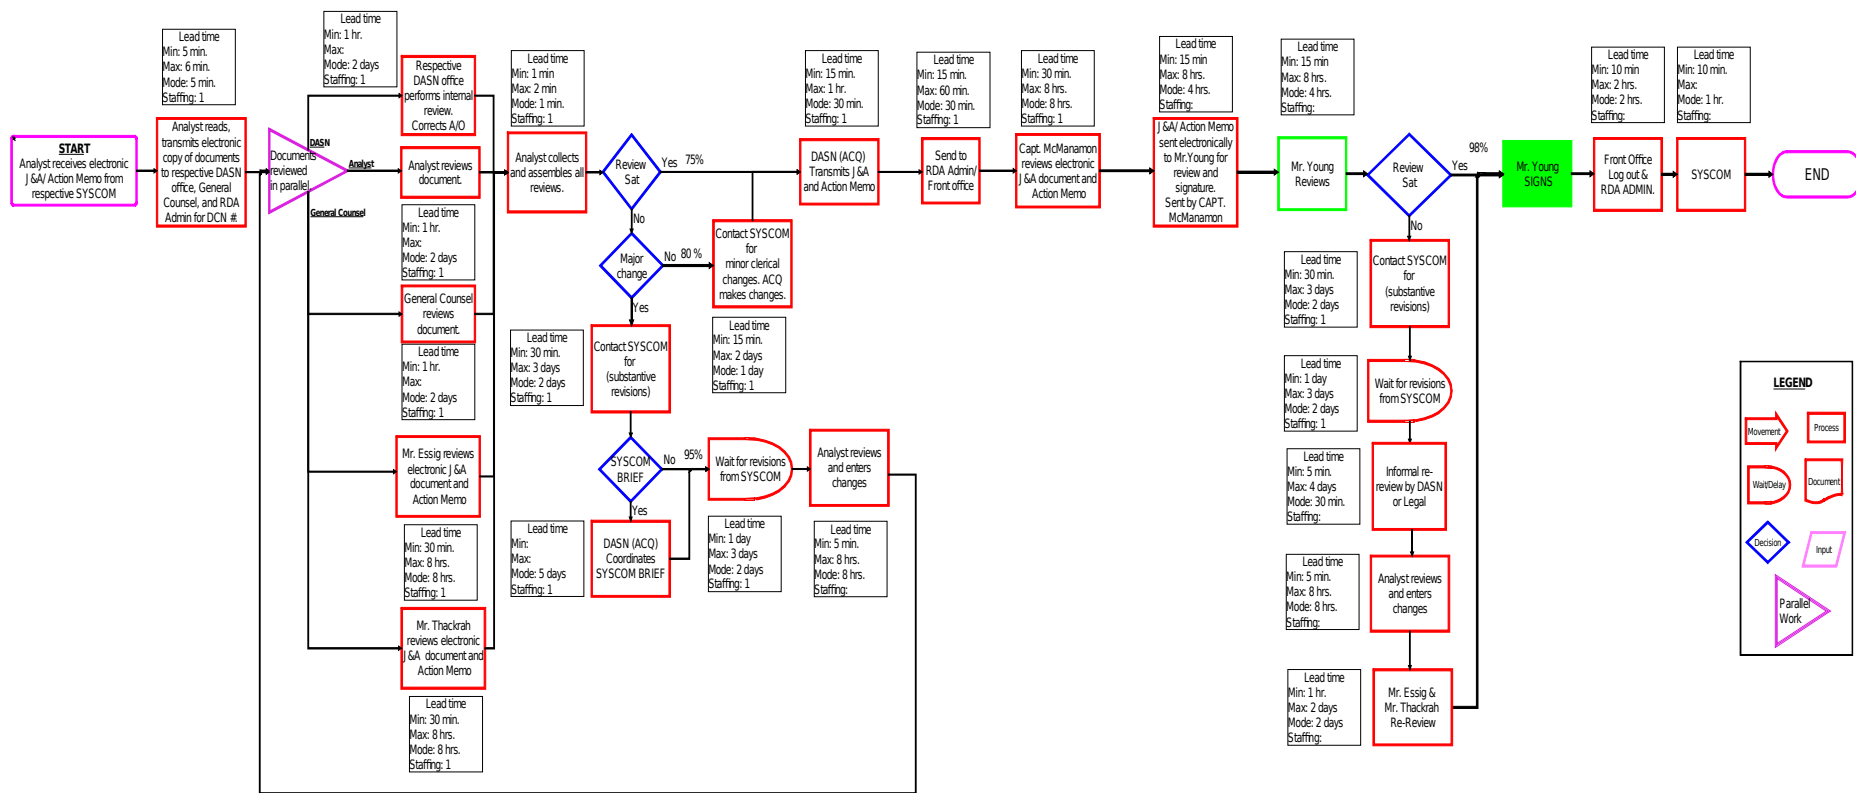 START
Analyst receives electronic
J&A/ Action Memo from
respective SYSCOM
Lead time
Min: 5 min.
Max: 6 min.
Mode: 5 min.
Staffing: 1
Analyst reads,
transmits electronic
copy of documents
to respective DASN
office, General
Counsel, and RDA
Admin for DCN #.
Documents
reviewed
in parallel
DASN
Analyst
General Counsel
Lead time
Min: 1 hr.
Max:
Mode: 2 days
Staffing: 1
Respective
DASN office
performs internal
review.
Corrects A/O
Analyst reviews
document.
Lead time
Min: 1 hr.
Max:
Mode: 2 days
Staffing: 1
General Counsel
reviews
document.
Lead time
Min: 1 hr.
Max:
Mode: 2 days
Staffing: 1
Mr. Essig reviews
electronic J&A
document and
Action Memo
Lead time
Min: 30 min.
Max: 8 hrs.
Mode: 8 hrs.
Staffing: 1
Mr. Thackrah
reviews electronic
J&A document and
Action Memo
Lead time
Min: 30 min.
Max: 8 hrs.
Mode: 8 hrs.
Staffing: 1
Lead time
Min: 1 min
Max: 2 min
Mode: 1 min.
Staffing: 1
Analyst collects
and assembles all
reviews.
Review
Sat
Yes 75%
No
Major
change
No 80 %
Yes
Contact SYSCOM
for
minor clerical
changes. ACQ
makes changes.
Lead time
Min: 15 min.
Max: 2 days
Mode: 1 day
Staffing: 1
Lead time
Min: 30 min.
Max: 3 days
Mode: 2 days
Staffing: 1
Contact SYSCOM
for
(substantive
revisions)
SYSCOM
BRIEF
No 95%
Yes
Lead time
Min:
Max:
Mode: 5 days
Staffing: 1
DASN (ACQ)
Coordinates
SYSCOM BRIEF
Wait for revisions
from SYSCOM
Lead time
Min: 1 day
Max: 3 days
Mode: 2 days
Staffing: 1
Analyst reviews
and enters
changes
Lead time
Min: 5 min.
Max: 8 hrs.
Mode: 8 hrs.
Staffing:
Lead time
Min: 15 min.
Max: 1 hr.
Mode: 30 min.
Staffing: 1
DASN (ACQ)
Transmits J&A
and Action Memo
Lead time
Min: 15 min.
Max: 60 min.
Mode: 30 min.
Staffing: 1
Send to
RDA Admin/
Front office
Lead time
Min: 30 min.
Max: 8 hrs.
Mode: 8 hrs.
Staffing: 1
Capt. McManamon
reviews electronic
J&A document and
Action Memo
Lead time
Min: 15 min
Max: 8 hrs.
Mode: 4 hrs.
Staffing:
J&A/ Action Memo
sent electronically
to Mr.Young for
review and
signature.
Sent by CAPT.
McManamon
Lead time
Min: 15 min
Max: 8 hrs.
Mode: 4 hrs.
Staffing:
Mr. Young
Reviews
Review
Sat
98%
Yes
No
Lead time
Min: 30 min.
Max: 3 days
Mode: 2 days
Staffing: 1
Contact SYSCOM
for
(substantive
revisions)
Lead time
Min: 1 day
Max: 3 days
Mode: 2 days
Staffing: 1
Wait for revisions
from SYSCOM
Lead time
Min: 5 min.
Max: 4 days
Mode: 30 min.
Staffing:
Informal re-
review by DASN
or Legal
Lead time
Min: 5 min.
Max: 8 hrs.
Mode: 8 hrs.
Staffing:
Analyst reviews
and enters
changes
Lead time
Min: 1 hr.
Max: 2 days
Mode: 2 days
Staffing:
Mr. Essig &
Mr. Thackrah
Re-Review
Mr. Young
SIGNS
Lead time
Min: 10 min
Max: 2 hrs.
Mode: 2 hrs.
Staffing: 1
Front Office
Log out &
RDA ADMIN.
Lead time
Min: 10 min.
Max:
Mode: 1 hr.
Staffing: 1
SYSCOM
END
LEGEND
Movement
Process
Wait/Delay
Document
Decision
Input
Parallel
Work